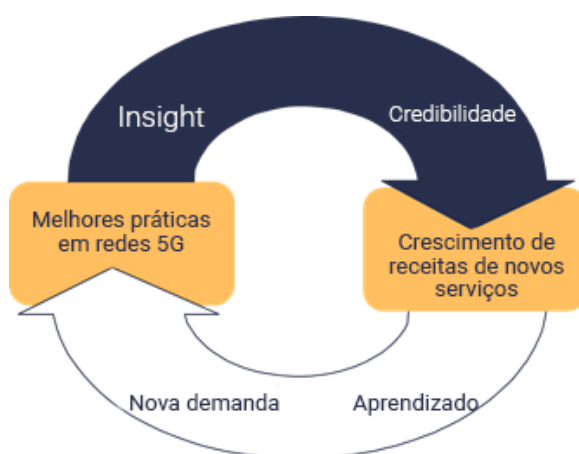 Insight
Credibilidade
Melhores práticas
em redes 5G
Crescimento de
receitas de novos
serviços
Nova demanda
Aprendizado